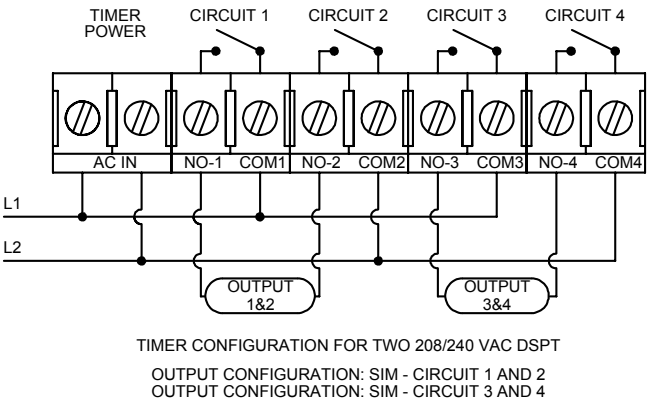 TIMER
POWER
CIRCUIT 1
CIRCUIT 2
CIRCUIT 3
CIRCUIT 4
AC IN
NO-1
COM1
NO-2
COM2
NO-3
COM3
NO-4
COM4
L1
L2
OUTPUT
1&2
OUTPUT
3&4
TIMER CONFIGURATION FOR TWO 208/240 VAC DSPT
OUTPUT CONFIGURATION: SIM - CIRCUIT 1 AND 2
OUTPUT CONFIGURATION: SIM - CIRCUIT 3 AND 4